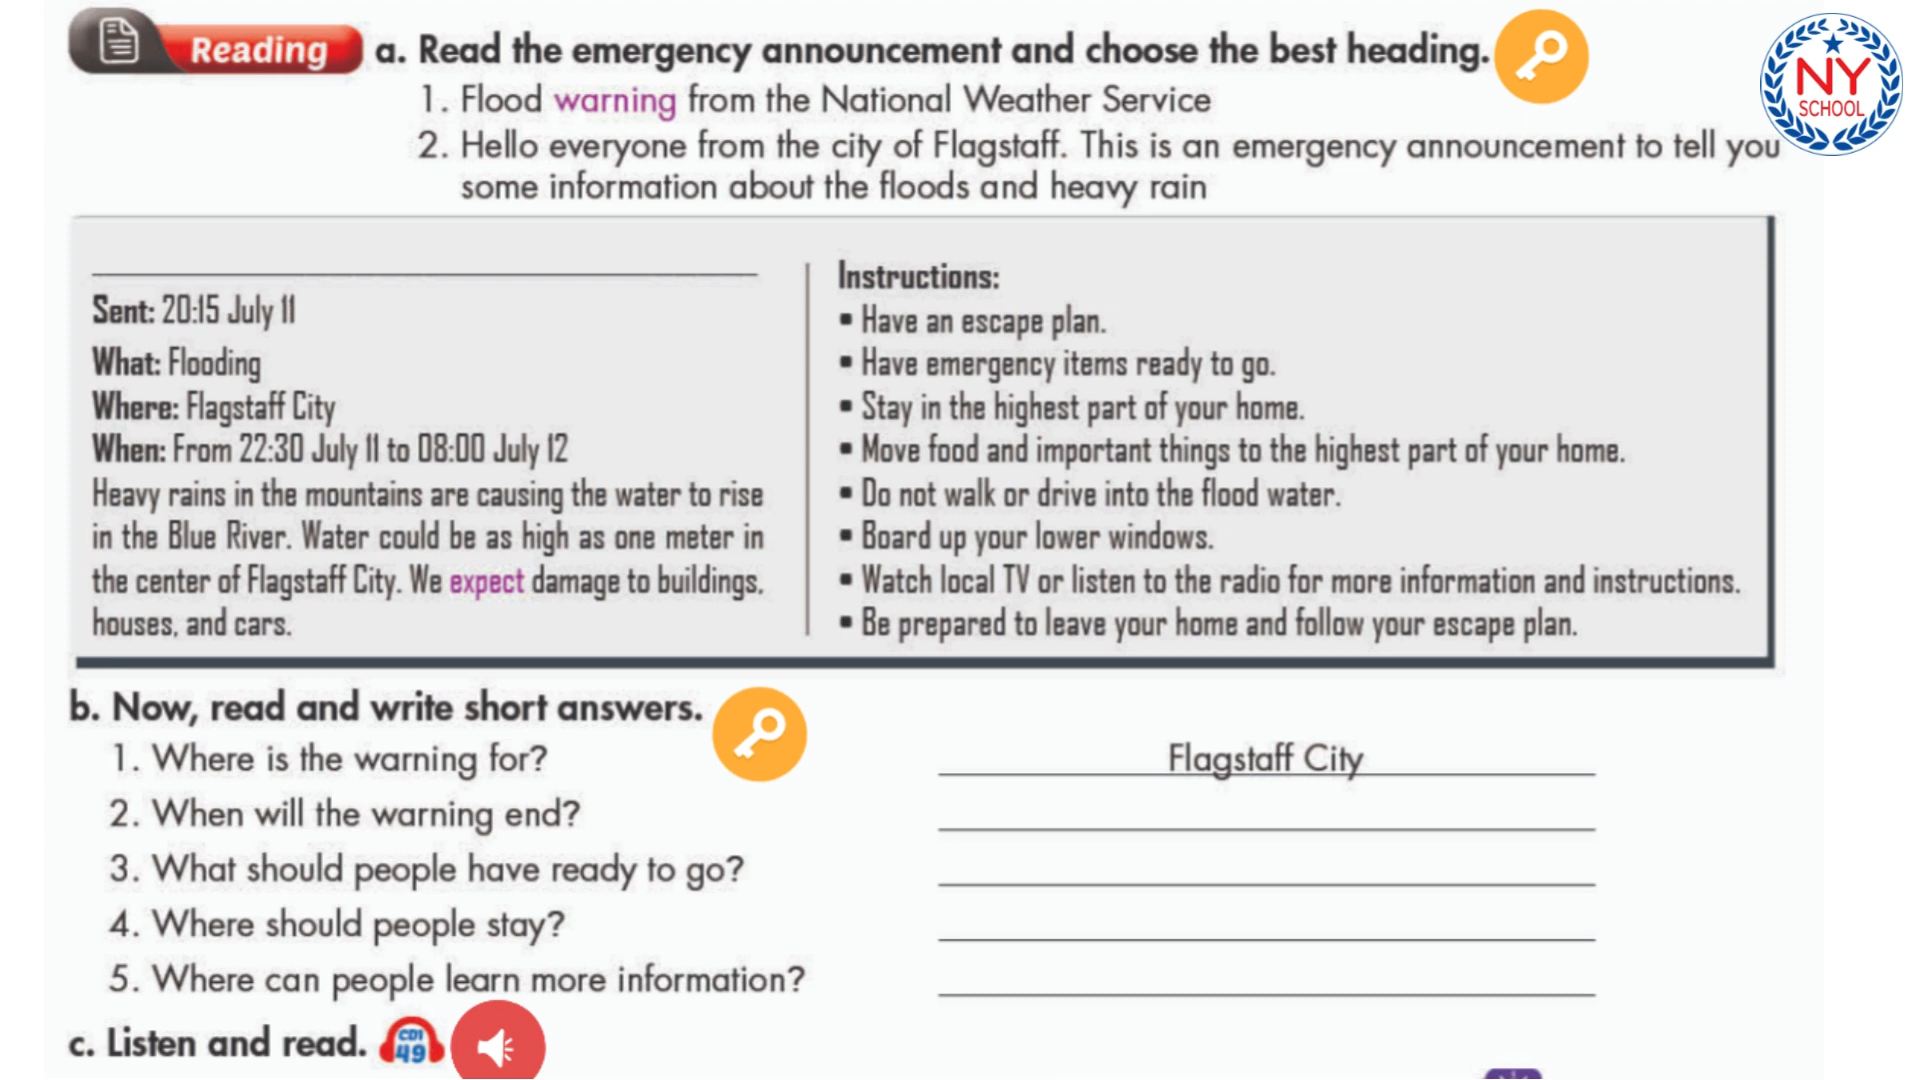 Reading
a. Read the emergency announcement and choose the best heading.
1. Flood warning from the National Weather Service
2. Hello everyone from the city of Flagstaff. This is an emergency announcement to tell you
some information about the floods and heavy rain
NY
SCHOOL
Sent: 20:15 July 11
What: Flooding
Where: Flagstaff City
When: From 22:30 July 11 to 08:00 July 12
Heavy rains in the mountains are causing the water to rise
in the Blue River. Water could be as high as one meter in
the center of Flagstaff City. We expect damage to buildings,
houses, and cars.
Instructions:
▪ Have an escape plan.
▪ Have emergency items ready to go.
▪ Stay in the highest part of your home.
▪ Move food and important things to the highest part of your home.
▪ Do not walk or drive into the flood water.
▪ Board up your lower windows.
▪ Watch local TV or listen to the radio for more information and instructions.
▪ Be prepared to leave your home and follow your escape plan.
b. Now, read and write short answers.
1. Where is the warning for? Flagstaff City
2. When will the warning end?
3. What should people have ready to go?
4. Where should people stay?
5. Where can people learn more information?
c. Listen and read.
CD1
49